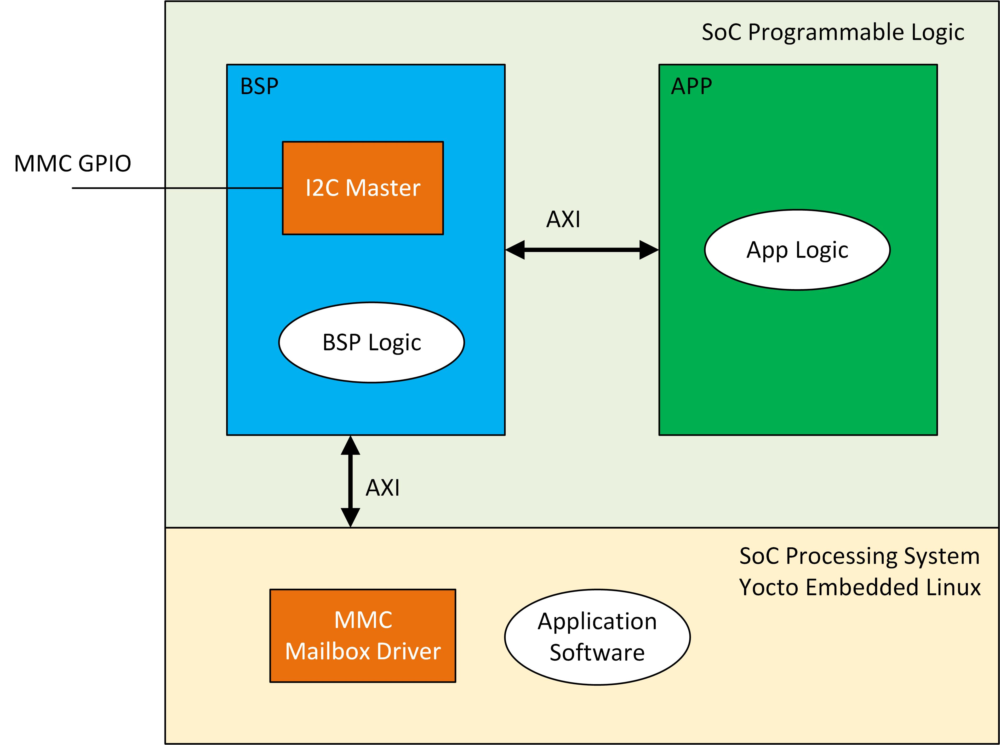 SoC Programmable Logic
BSP
APP
MMC GPIO
I2C Master
AXI
App Logic
BSP Logic
AXI
SoC Processing System
Yocto Embedded Linux
MMC
Mailbox Driver
Application
Software